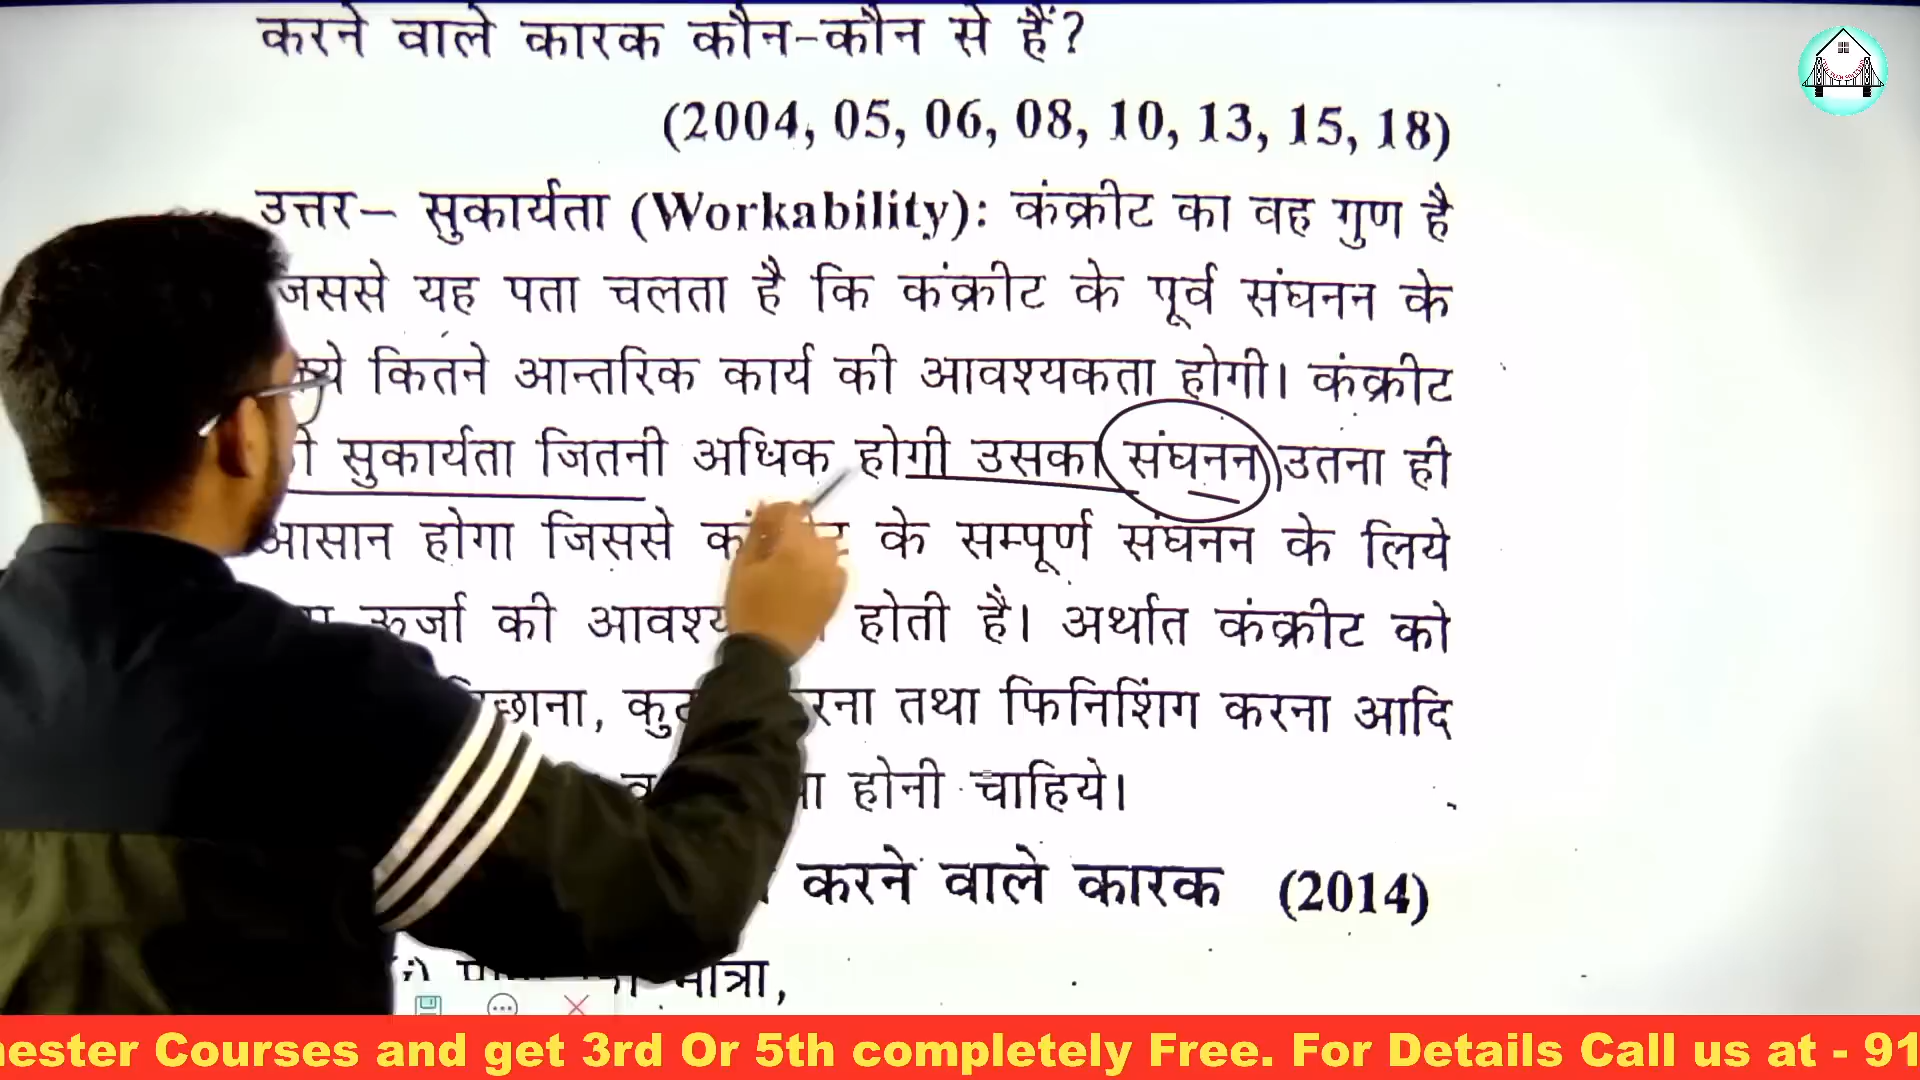 करने वाले कारक कौन-कौन से हैं?
(2004, 05, 06, 08, 10, 13, 15, 18)
उत्तर– सुकार्यता (Workability): कंक्रीट का वह गुण है
जससे यह पता चलता है कि कंक्रीट के पूर्व संघनन के
कितने आन्तरिक कार्य की आवश्यकता होगी। कंक्रीट
सुकार्यता जितनी अधिक होगी उसका संघनन उतना ही
आसान होगा जिससे के सम्पूर्ण संघनन के लिये
ऊर्जा की होती है। अर्थात कंक्रीट को
तथा फिनिशिंग करना आदि
होनी चाहिये।
करने वाले कारक (2014)
मात्रा,
nester Courses and get 3rd Or 5th completely Free. For Details Call us at - 91